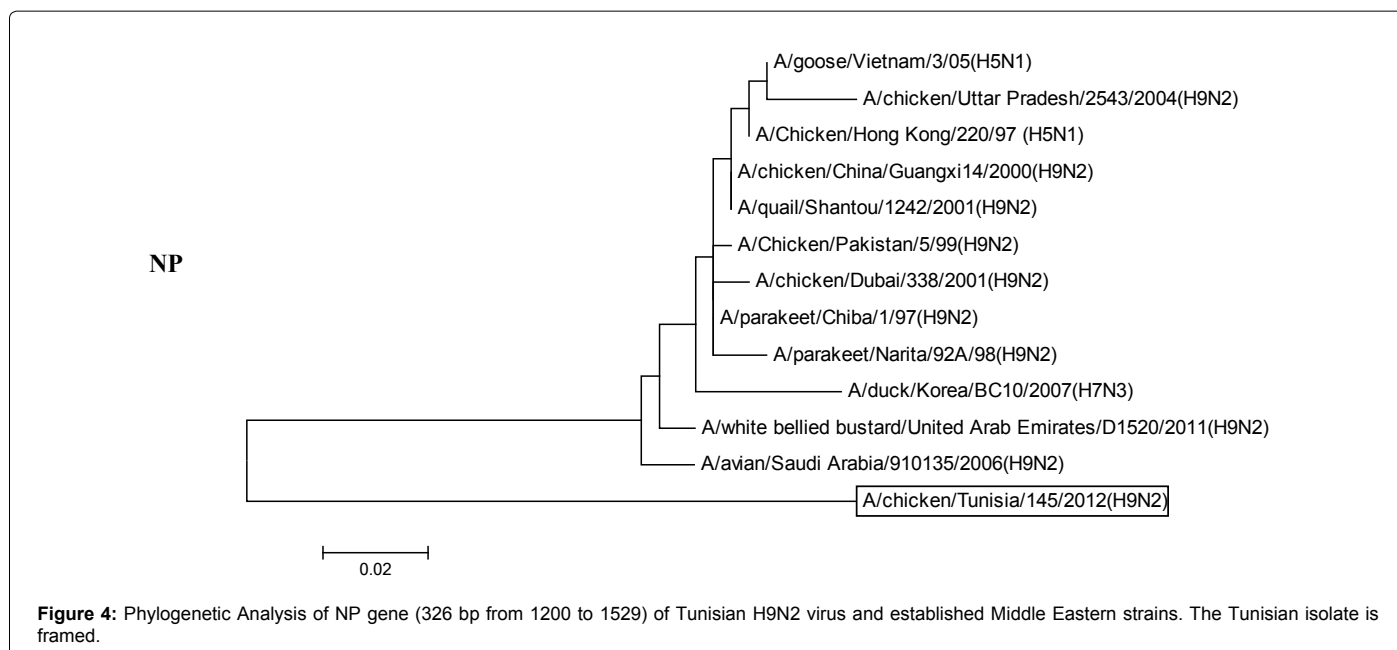 A/goose/Vietnam/3/05(H5N1)
A/chicken/Uttar Pradesh/2543/2004(H9N2)
A/Chicken/Hong Kong/220/97 (H5N1)
A/chicken/China/Guangxi14/2000(H9N2)
A/quail/Shantou/1242/2001(H9N2)
A/Chicken/Pakistan/5/99(H9N2)
NP
A/chicken/Dubai/338/2001(H9N2)
A/parakeet/Chiba/1/97(H9N2)
A/parakeet/Narita/92A/98(H9N2)
A/duck/Korea/BC10/2007(H7N3)
A/white bellied bustard/United Arab Emirates/D1520/2011(H9N2)
A/avian/Saudi Arabia/910135/2006(H9N2)
A/chicken/Tunisia/145/2012(H9N2)
0.02
Figure 4: Phylogenetic Analysis of NP gene (326 bp from 1200 to 1529) of Tunisian H9N2 virus and established Middle Eastern strains. The Tunisian isolate is
framed.